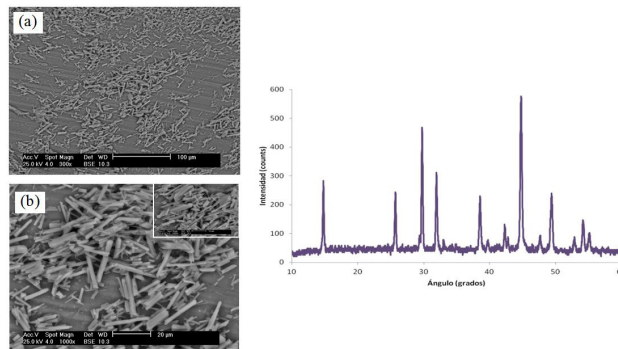 (a)
Acc.V Spot Magn Det WD 100 µm
25.0 kV 4.0 300x BSE 10.3
(b)
Acc.V Spot Magn Det WD 20 µm
25.0 kV 4.0 1000x BSE 10.3
600
500
400
300
200
100
0
Intensidad (counts)
10 20 30 40 50 60
Ángulo (grados)